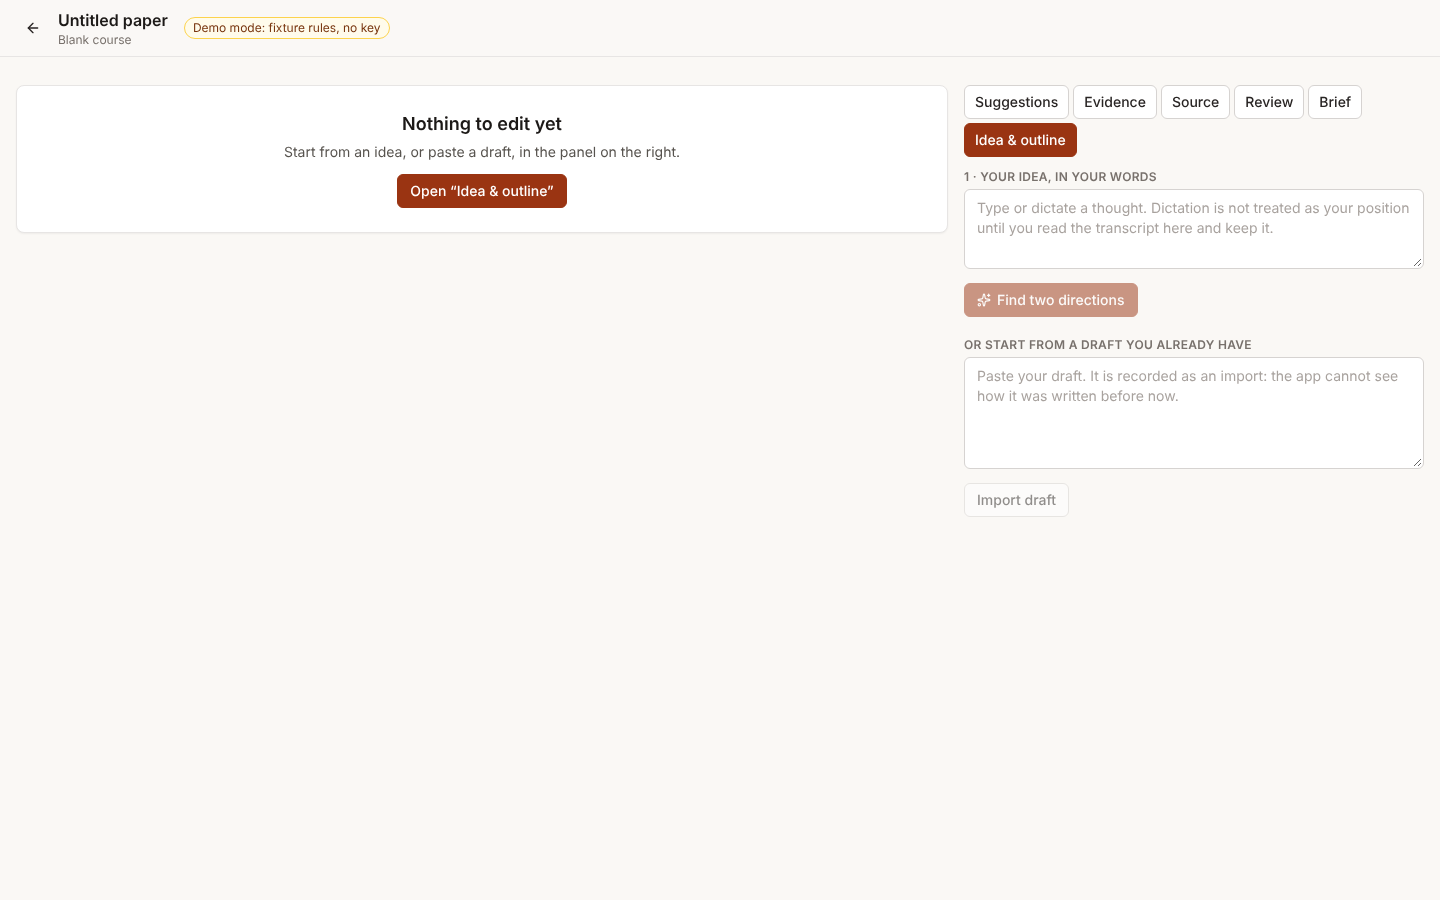 Untitled paper
Blank course
Demo mode: fixture rules, no key
Nothing to edit yet
Start from an idea, or paste a draft, in the panel on the right.
Open “Idea & outline”
Suggestions
Evidence
Source
Review
Brief
Idea & outline
1 · YOUR IDEA, IN YOUR WORDS
Type or dictate a thought. Dictation is not treated as your position
until you read the transcript here and keep it.
Find two directions
OR START FROM A DRAFT YOU ALREADY HAVE
Paste your draft. It is recorded as an import: the app cannot see
how it was written before now.
Import draft